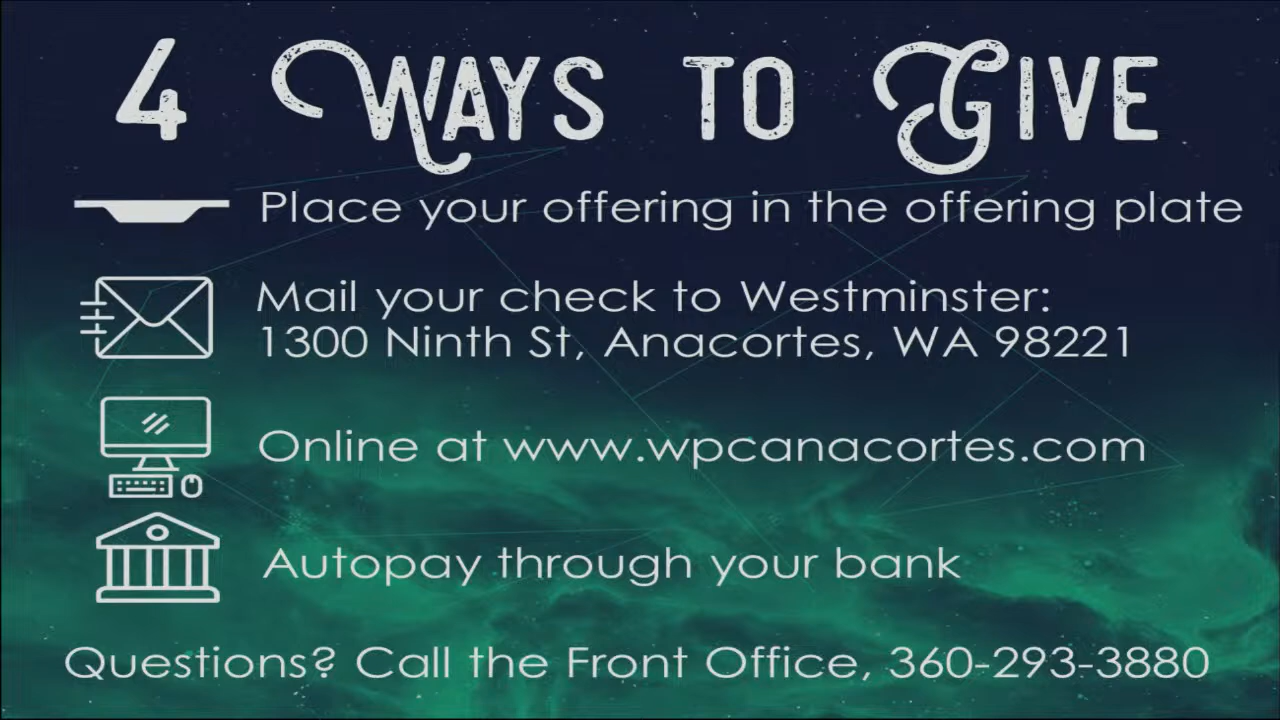 4 Ways to Give
Place your offering in the offering plate
Mail your check to Westminster:
1300 Ninth St, Anacortes, WA 98221
Online at www.wpcanacortes.com
Autopay through your bank
Questions? Call the Front Office, 360-293-3880